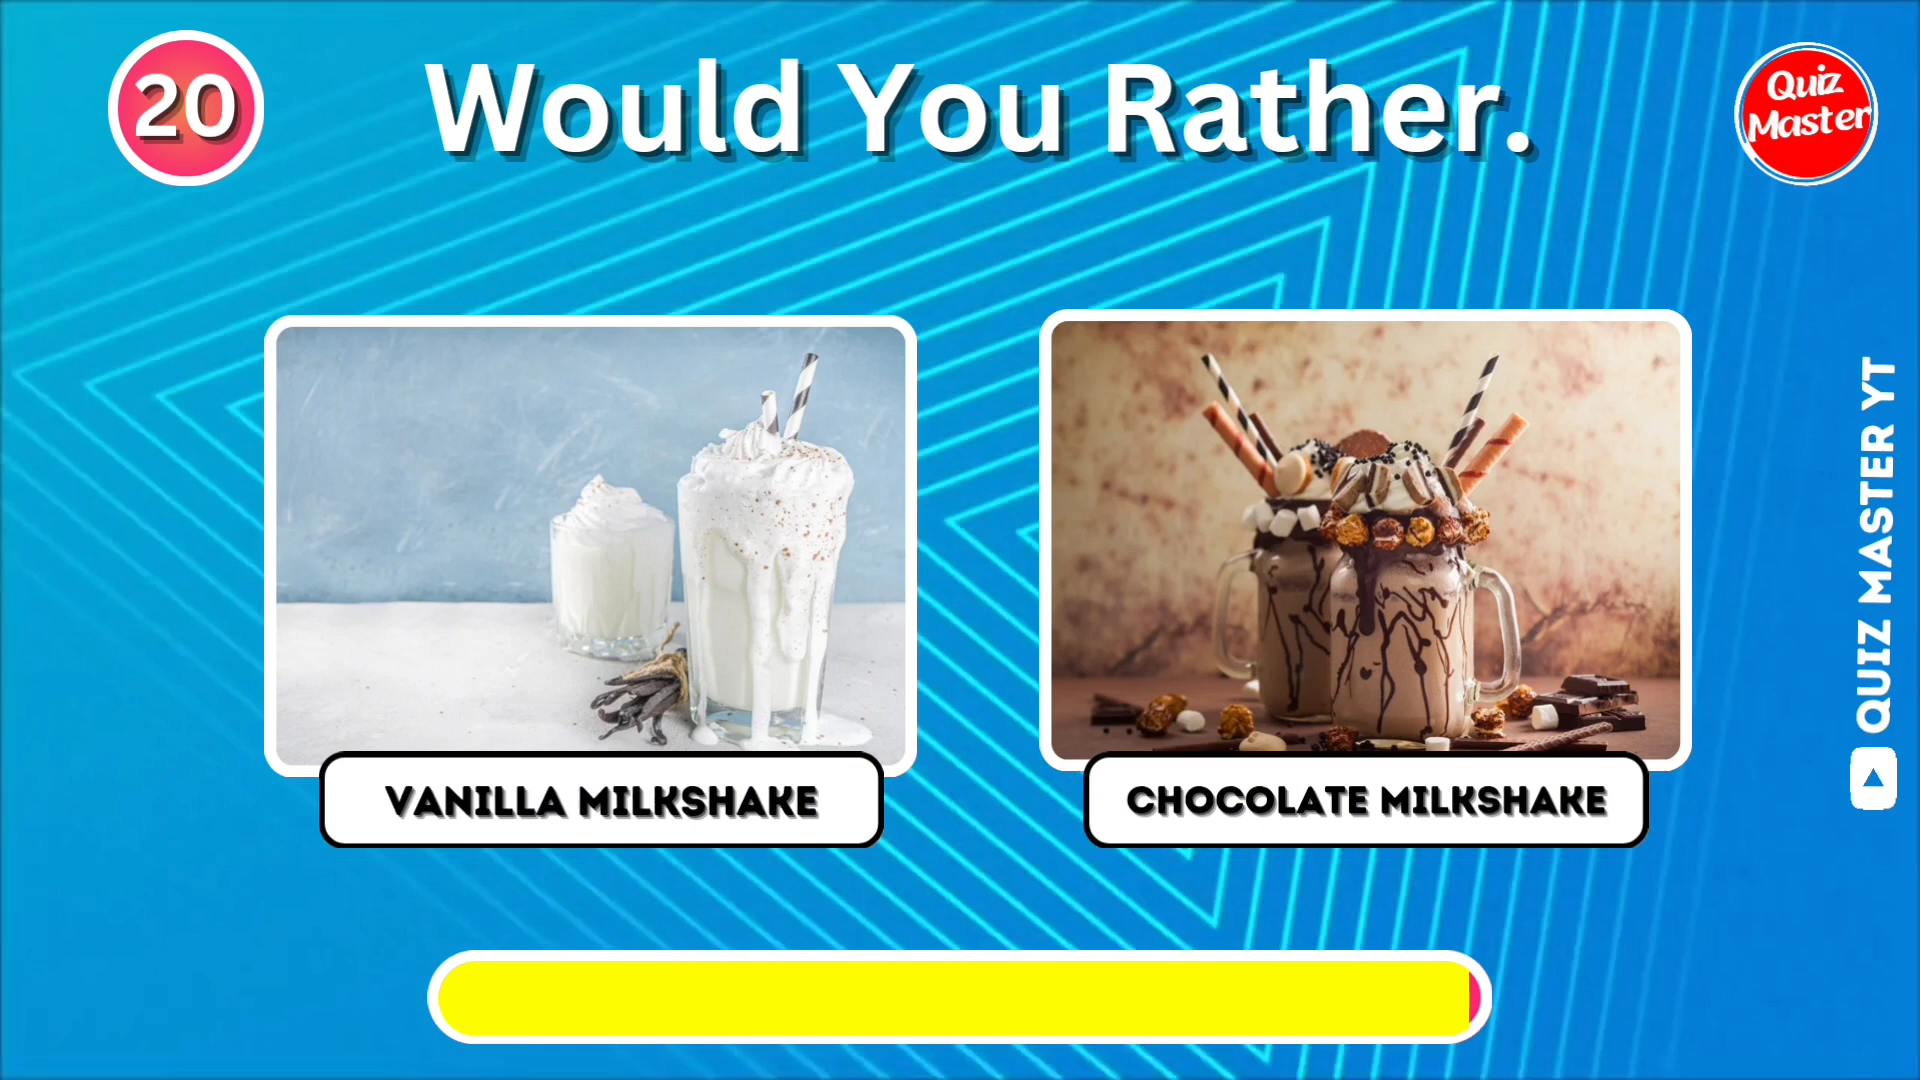 20
Would You Rather.
Quiz
Master
VANILLA MILKSHAKE
CHOCOLATE MILKSHAKE
QUIZ MASTER YT